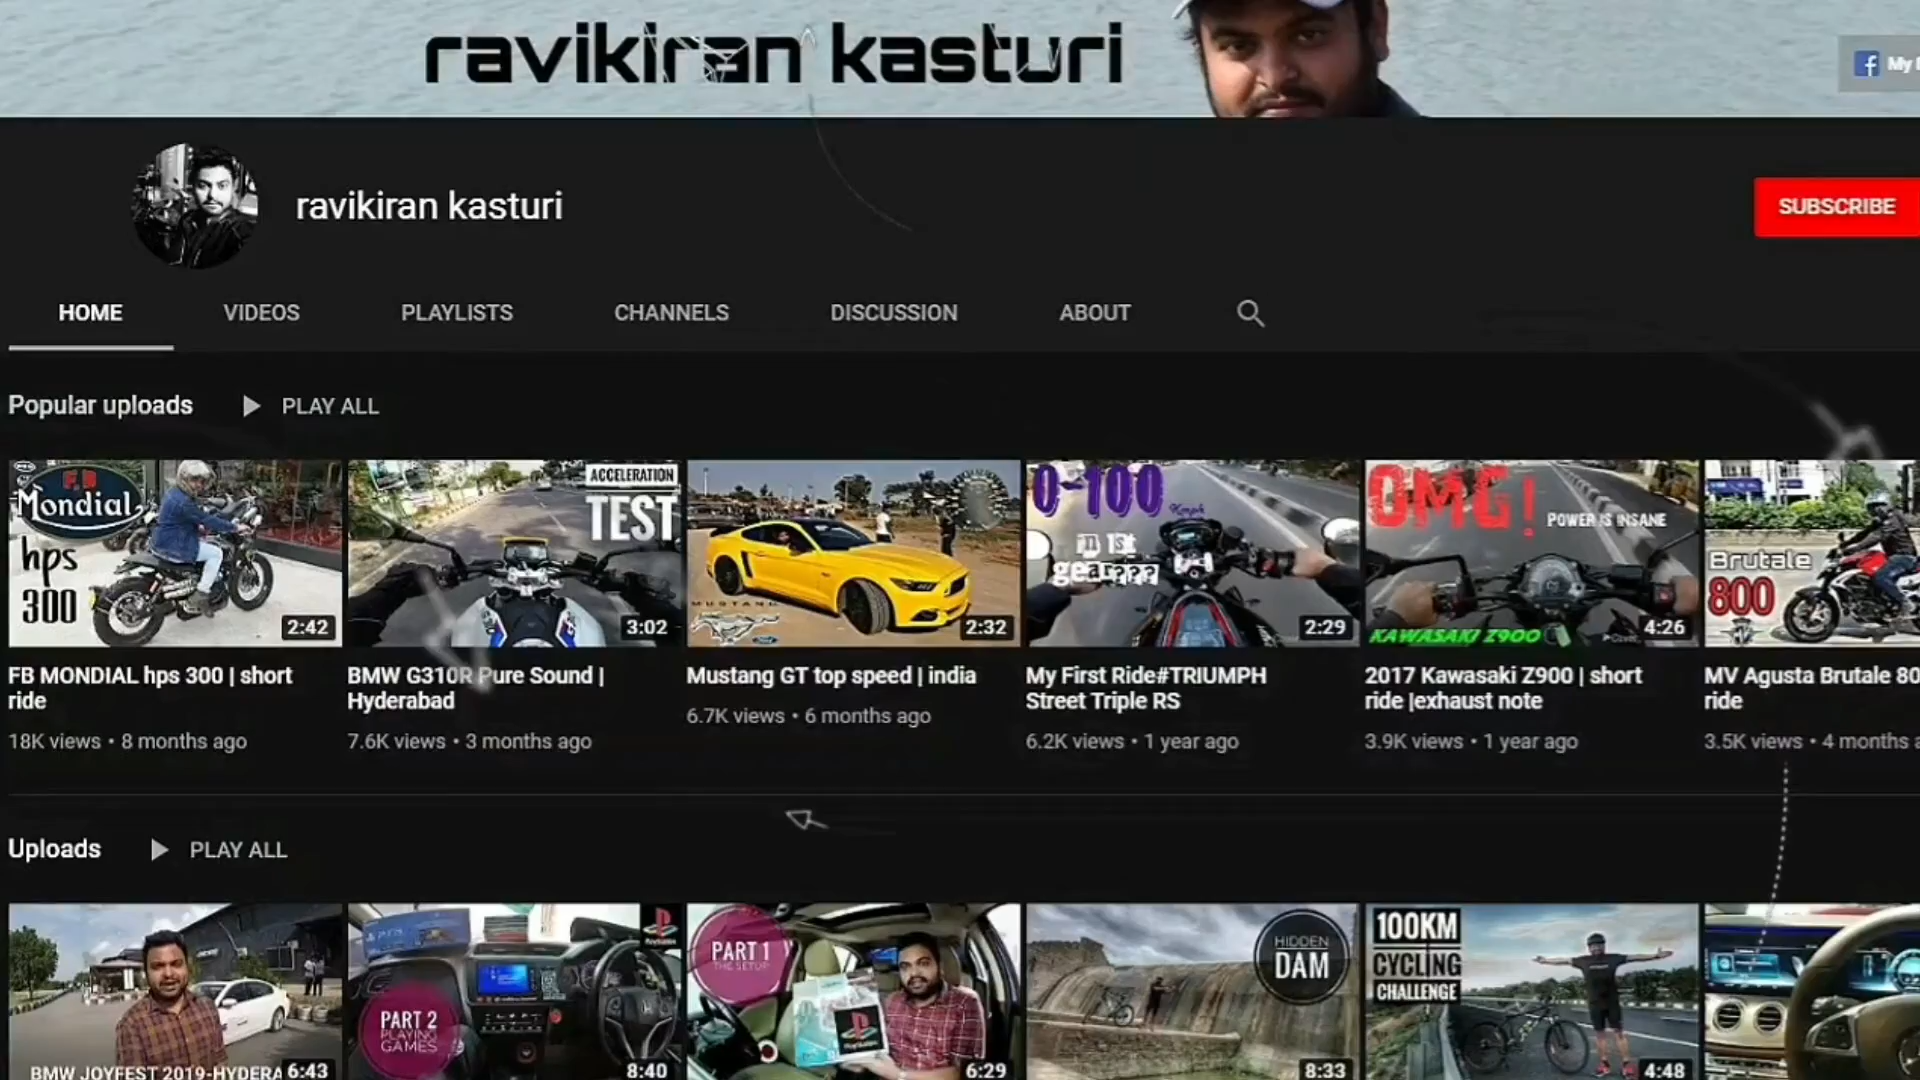 ravikiran kasturi
My
ravikiran kasturi
SUBSCRIBE
HOME VIDEOS PLAYLISTS CHANNELS DISCUSSION ABOUT
Popular uploads PLAY ALL
FB
Mondial
hps
300
2:42
ACCELERATION
TEST
3:02
MUSTANG
2:32
0-100
Kmph
in 1st
gearrrr
2:29
OMG!
POWER IS INSANE
KAWASAKI Z900
4:26
Brutale
800
FB MONDIAL hps 300 | short
ride
18K views • 8 months ago
BMW G310R Pure Sound |
Hyderabad
7.6K views • 3 months ago
Mustang GT top speed | india
6.7K views • 6 months ago
My First Ride#TRIUMPH
Street Triple RS
6.2K views • 1 year ago
2017 Kawasaki Z900 | short
ride |exhaust note
3.9K views • 1 year ago
MV Agusta Brutale 80
ride
3.5K views • 4 months a
Uploads PLAY ALL
BMW JOYFEST 2019-HYDERA
6:43
PART 2
PLAYING
GAMES
8:40
PART 1
THE SETUP
6:29
HIDDEN
DAM
8:33
100KM
CYCLING
CHALLENGE
4:48